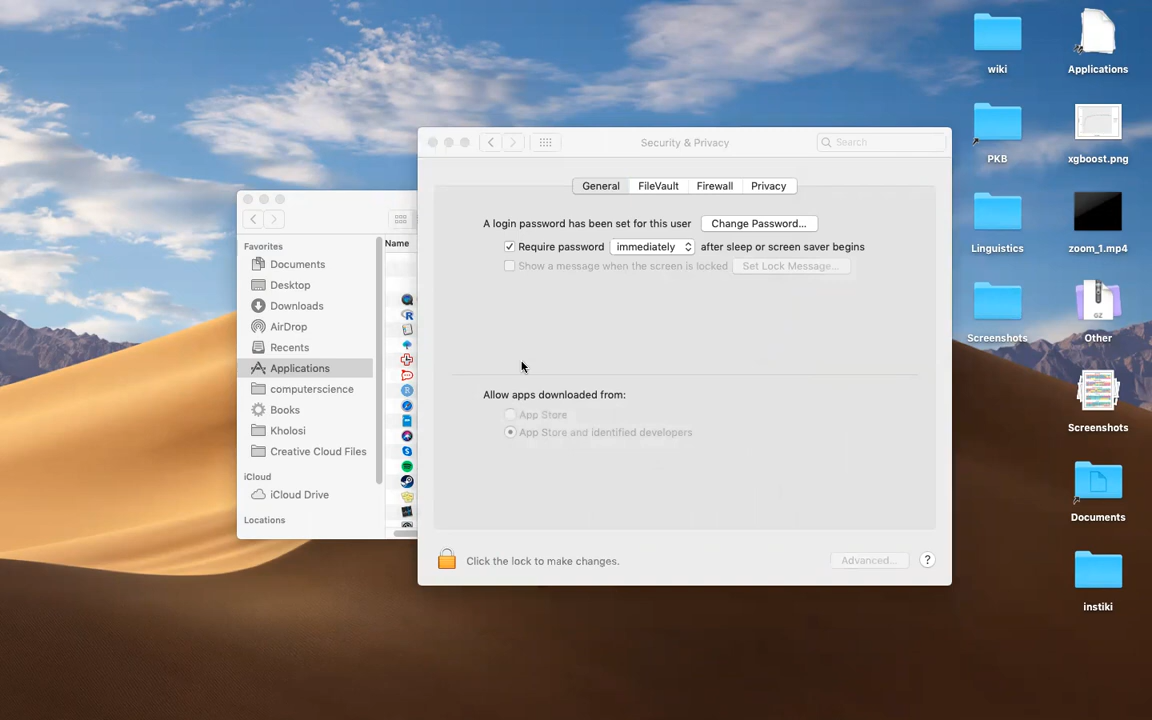 Security & Privacy
Search
General
FileVault
Firewall
Privacy
A login password has been set for this user
Change Password...
Require password
immediately
after sleep or screen saver begins
Show a message when the screen is locked
Set Lock Message...
Allow apps downloaded from:
App Store
App Store and identified developers
Click the lock to make changes.
Advanced...
?
Name
Favorites
Documents
Desktop
Downloads
AirDrop
Recents
Applications
computerscience
Books
Kholosi
Creative Cloud Files
iCloud
iCloud Drive
Locations
wiki
Applications
PKB
xgboost.png
Linguistics
zoom_1.mp4
Screenshots
GZ
Other
Screenshots
Documents
instiki